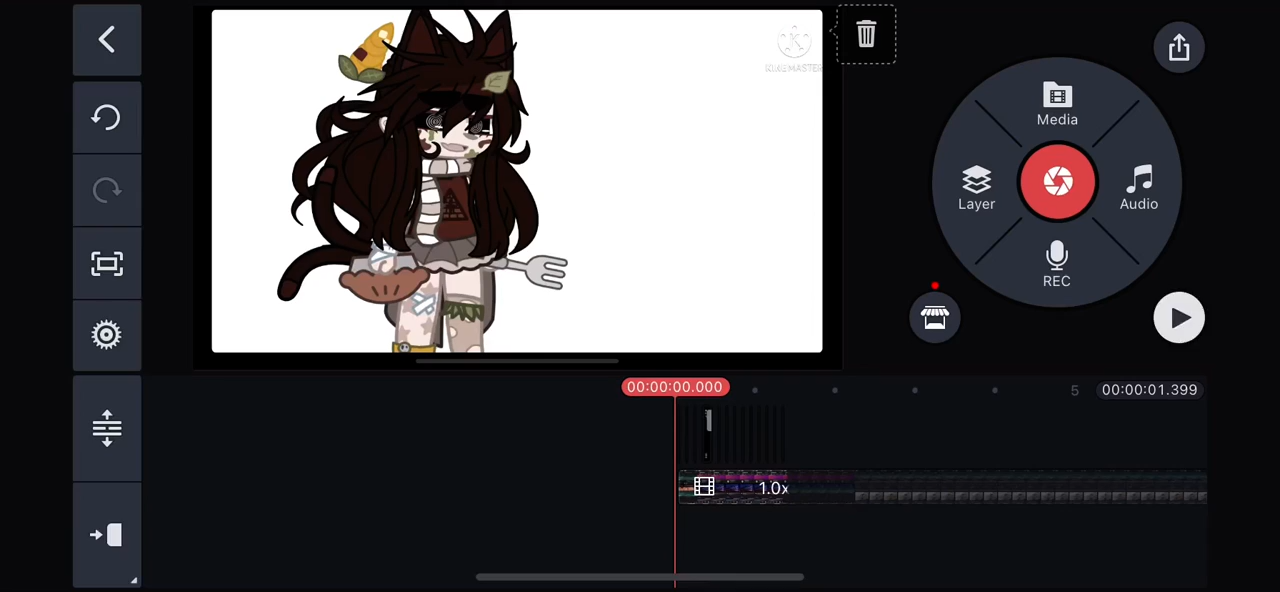 KINEMASTER
Media
Layer
Audio
REC
00:00:00.000
5
00:00:01.399
1.0x